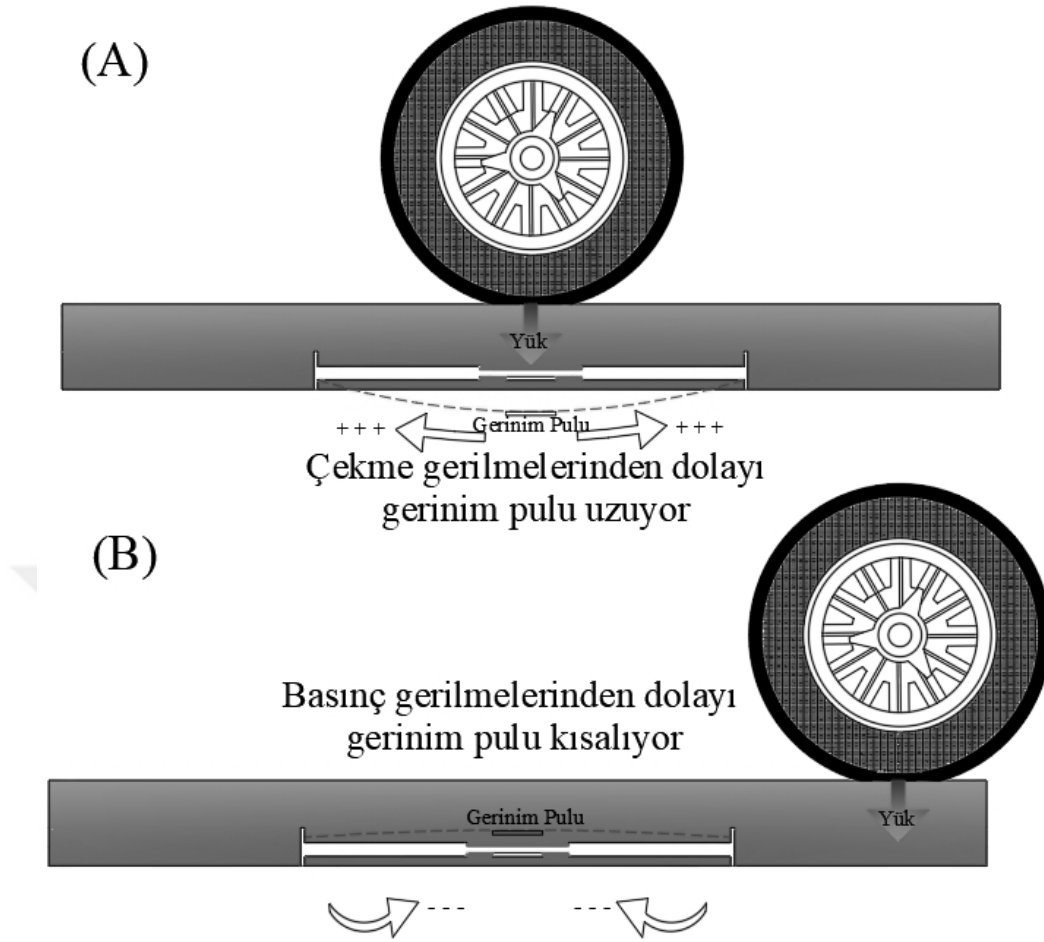 (A)
Yük
Gerinim Pulu
+ + +
+ + +
Çekme gerilmelerinden dolayı
gerinim pulu uzuyor
(B)
Basınç gerilmelerinden dolayı
gerinim pulu kısalıyor
Gerinim Pulu
Yük
- - -
- - -